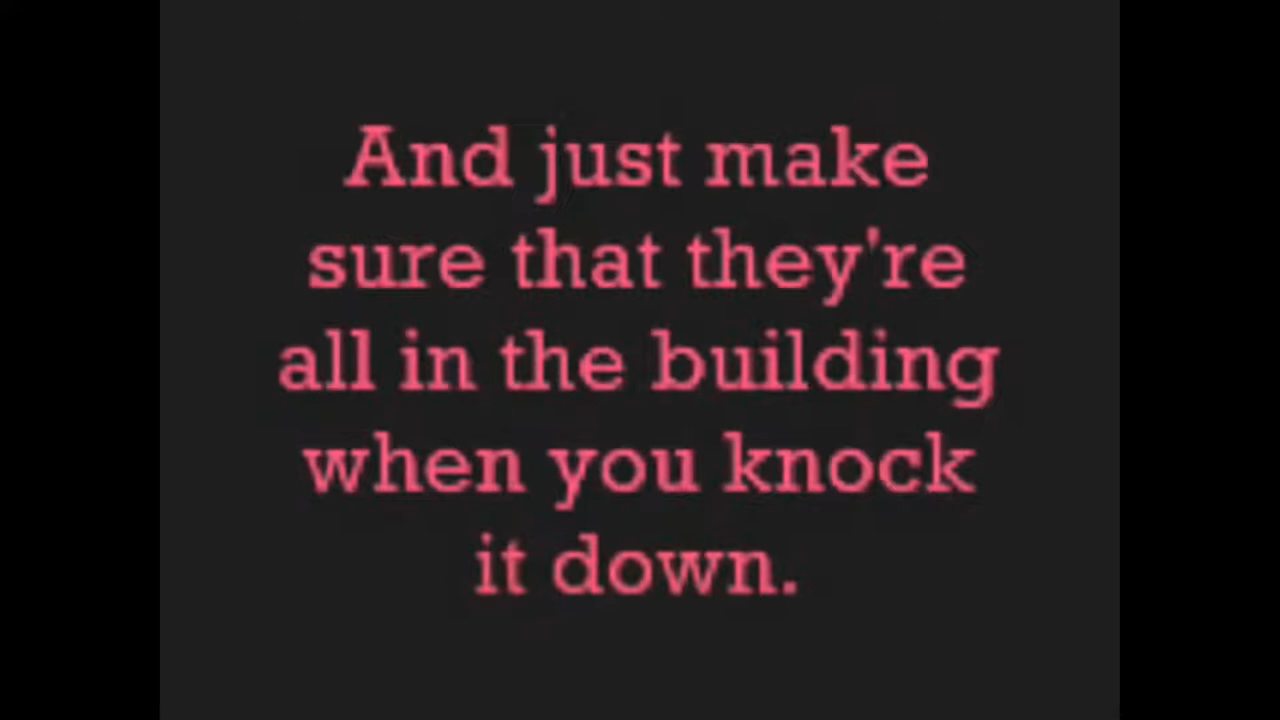 And just make
sure that they're
all in the building
when you knock
it down.